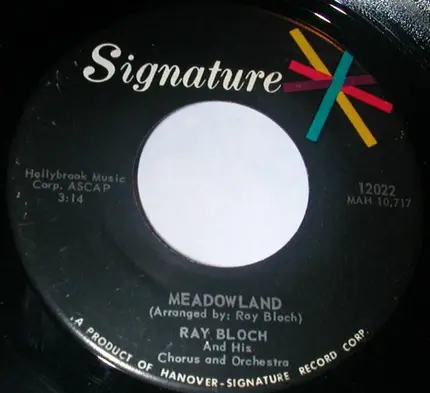 Signature
Hollybrook Music
Corp. ASCAP
3:14
12022
MAH 10,717
MEADOWLAND
(Arranged by: Ray Bloch)
RAY BLOCH
And His
Chorus and Orchestra
A PRODUCT OF HANOVER-SIGNATURE RECORD CORP.